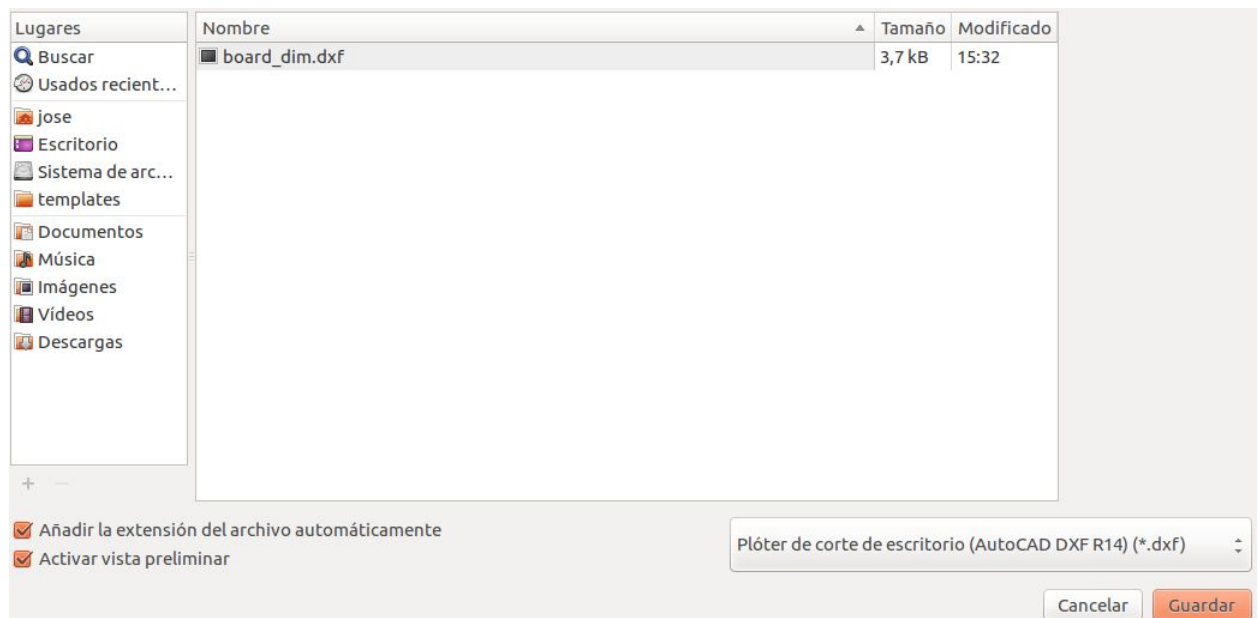 Lugares
Nombre Tamaño Modificado
Buscar
board_dim.dxf 3,7 kB 15:32
Usados recient...
jose
Escritorio
Sistema de arc...
templates
Documentos
Música
Imágenes
Vídeos
Descargas
Añadir la extensión del archivo automáticamente
Activar vista preliminar
Plóter de corte de escritorio (AutoCAD DXF R14) (*.dxf)
Cancelar Guardar